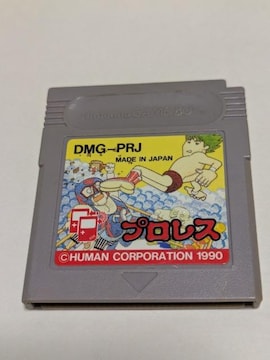 DMG-PRJ
MADE IN JAPAN
プロレス
©HUMAN CORPORATION 1990